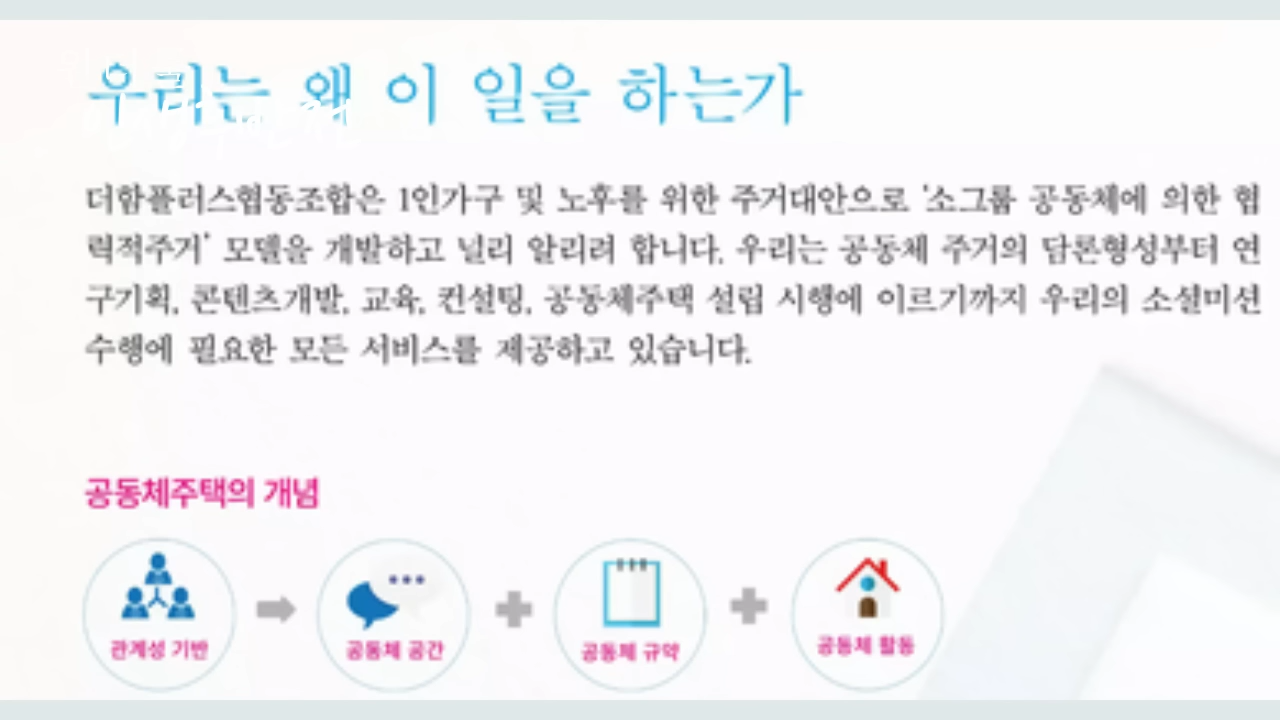 우리는 왜 이 일을 하는가
더함플러스협동조합은 1인가구 및 노후를 위한 주거대안으로 '소그룹 공동체에 의한 협
력적주거' 모델을 개발하고 널리 알리려 합니다. 우리는 공동체 주거의 담론형성부터 연
구기획, 콘텐츠개발, 교육, 컨설팅, 공동체주택 설립 시행에 이르기까지 우리의 소셜미션
수행에 필요한 모든 서비스를 제공하고 있습니다.
공동체주택의 개념
관계성 기반
공동체 공간
공동체 규약
공동체 활동